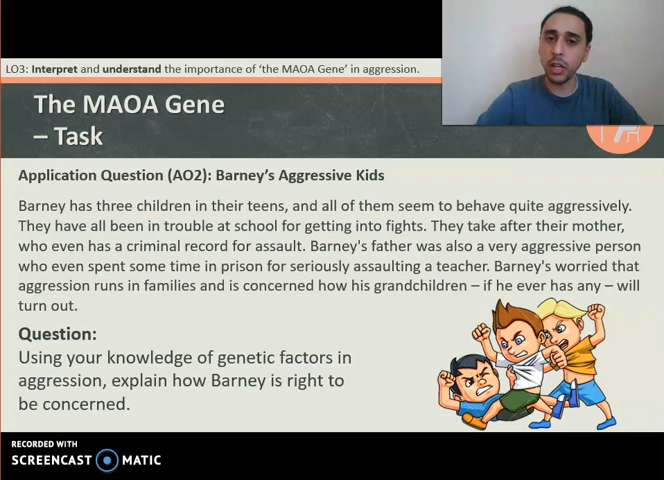 LO3: Interpret and understand the importance of 'the MAOA Gene' in aggression.
The MAOA Gene
– Task
Application Question (AO2): Barney's Aggressive Kids
Barney has three children in their teens, and all of them seem to behave quite aggressively.
They have all been in trouble at school for getting into fights. They take after their mother,
who even has a criminal record for assault. Barney's father was also a very aggressive person
who even spent some time in prison for seriously assaulting a teacher. Barney's worried that
aggression runs in families and is concerned how his grandchildren – if he ever has any – will
turn out.
Question:
Using your knowledge of genetic factors in
aggression, explain how Barney is right to
be concerned.
RECORDED WITH
SCREENCAST MATIC